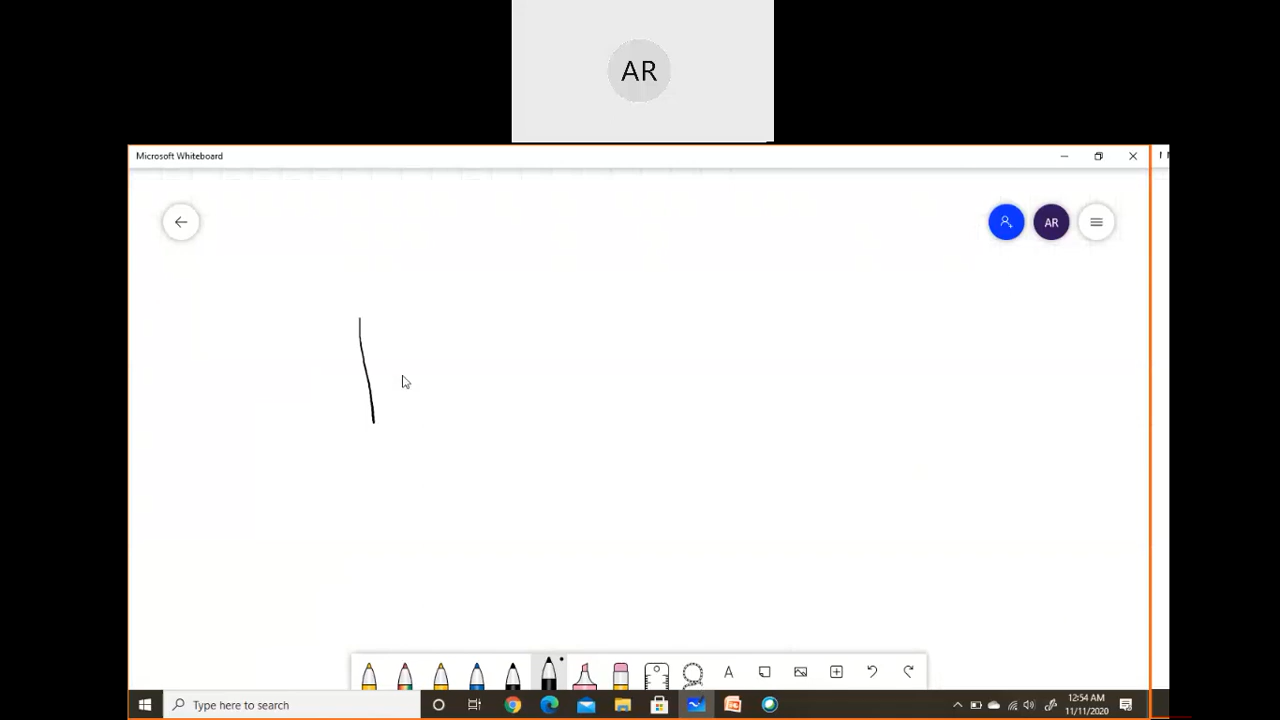 AR
Microsoft Whiteboard
AR
A
Type here to search
12:54 AM
11/11/2020